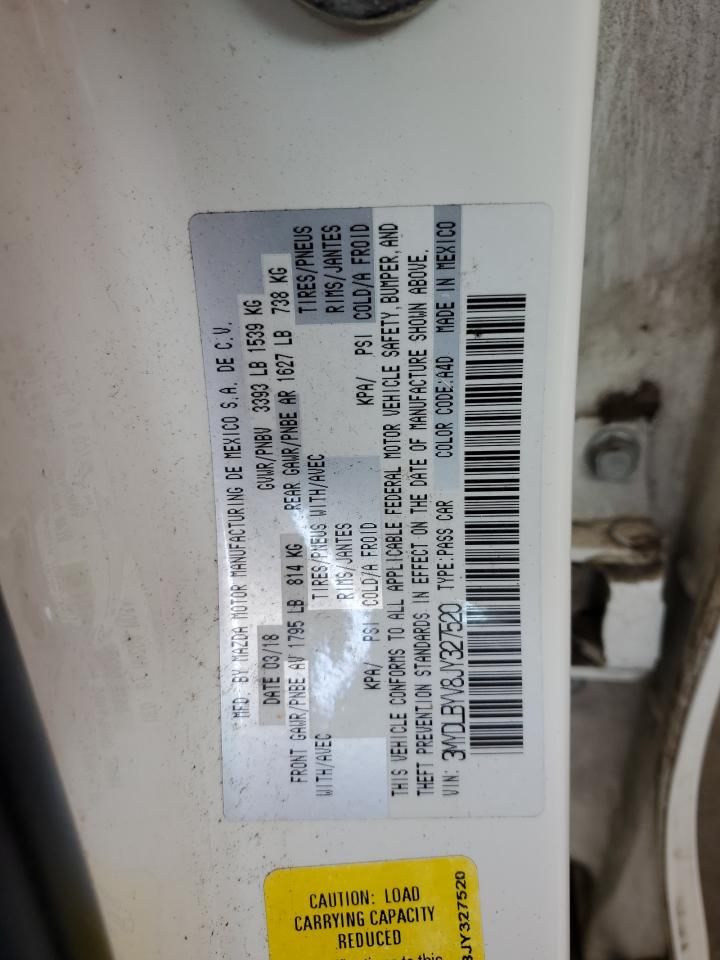 MFD. BY MAZDA MOTOR MANUFACTURING DE MEXICO S.A. DE C.V.
DATE 03/18 GVWR/PNBV 3393 LB 1539 KG
FRONT GAWR/PNBE AV 1795 LB 814 KG REAR GAWR/PNBE AR 1627 LB 738 KG
WITH/AVEC TIRES/PNEUS WITH/AVEC TIRES/PNEUS
RIMS/JANTES RIMS/JANTES
KPA/ PSI COLD/A FROID KPA/ PSI COLD/A FROID
THIS VEHICLE CONFORMS TO ALL APPLICABLE FEDERAL MOTOR VEHICLE SAFETY, BUMPER, AND
THEFT PREVENTION STANDARDS IN EFFECT ON THE DATE OF MANUFACTURE SHOWN ABOVE.
VIN: 3MYDLBYV8JY327520 TYPE:PASS CAR COLOR CODE:A4D MADE IN MEXICO
CAUTION: LOAD
CARRYING CAPACITY
REDUCED
8JY327520